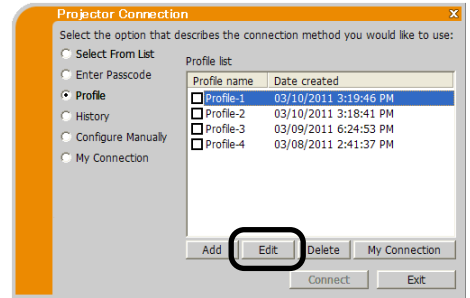 Projector Connection x
Select the option that describes the connection method you would like to use:
Select From List
Enter Passcode
Profile
History
Configure Manually
My Connection
Profile list
Profile name Date created
Profile-1 03/10/2011 3:19:46 PM
Profile-2 03/10/2011 3:18:41 PM
Profile-3 03/09/2011 6:24:53 PM
Profile-4 03/08/2011 2:41:37 PM
Add Edit Delete My Connection
Connect Exit